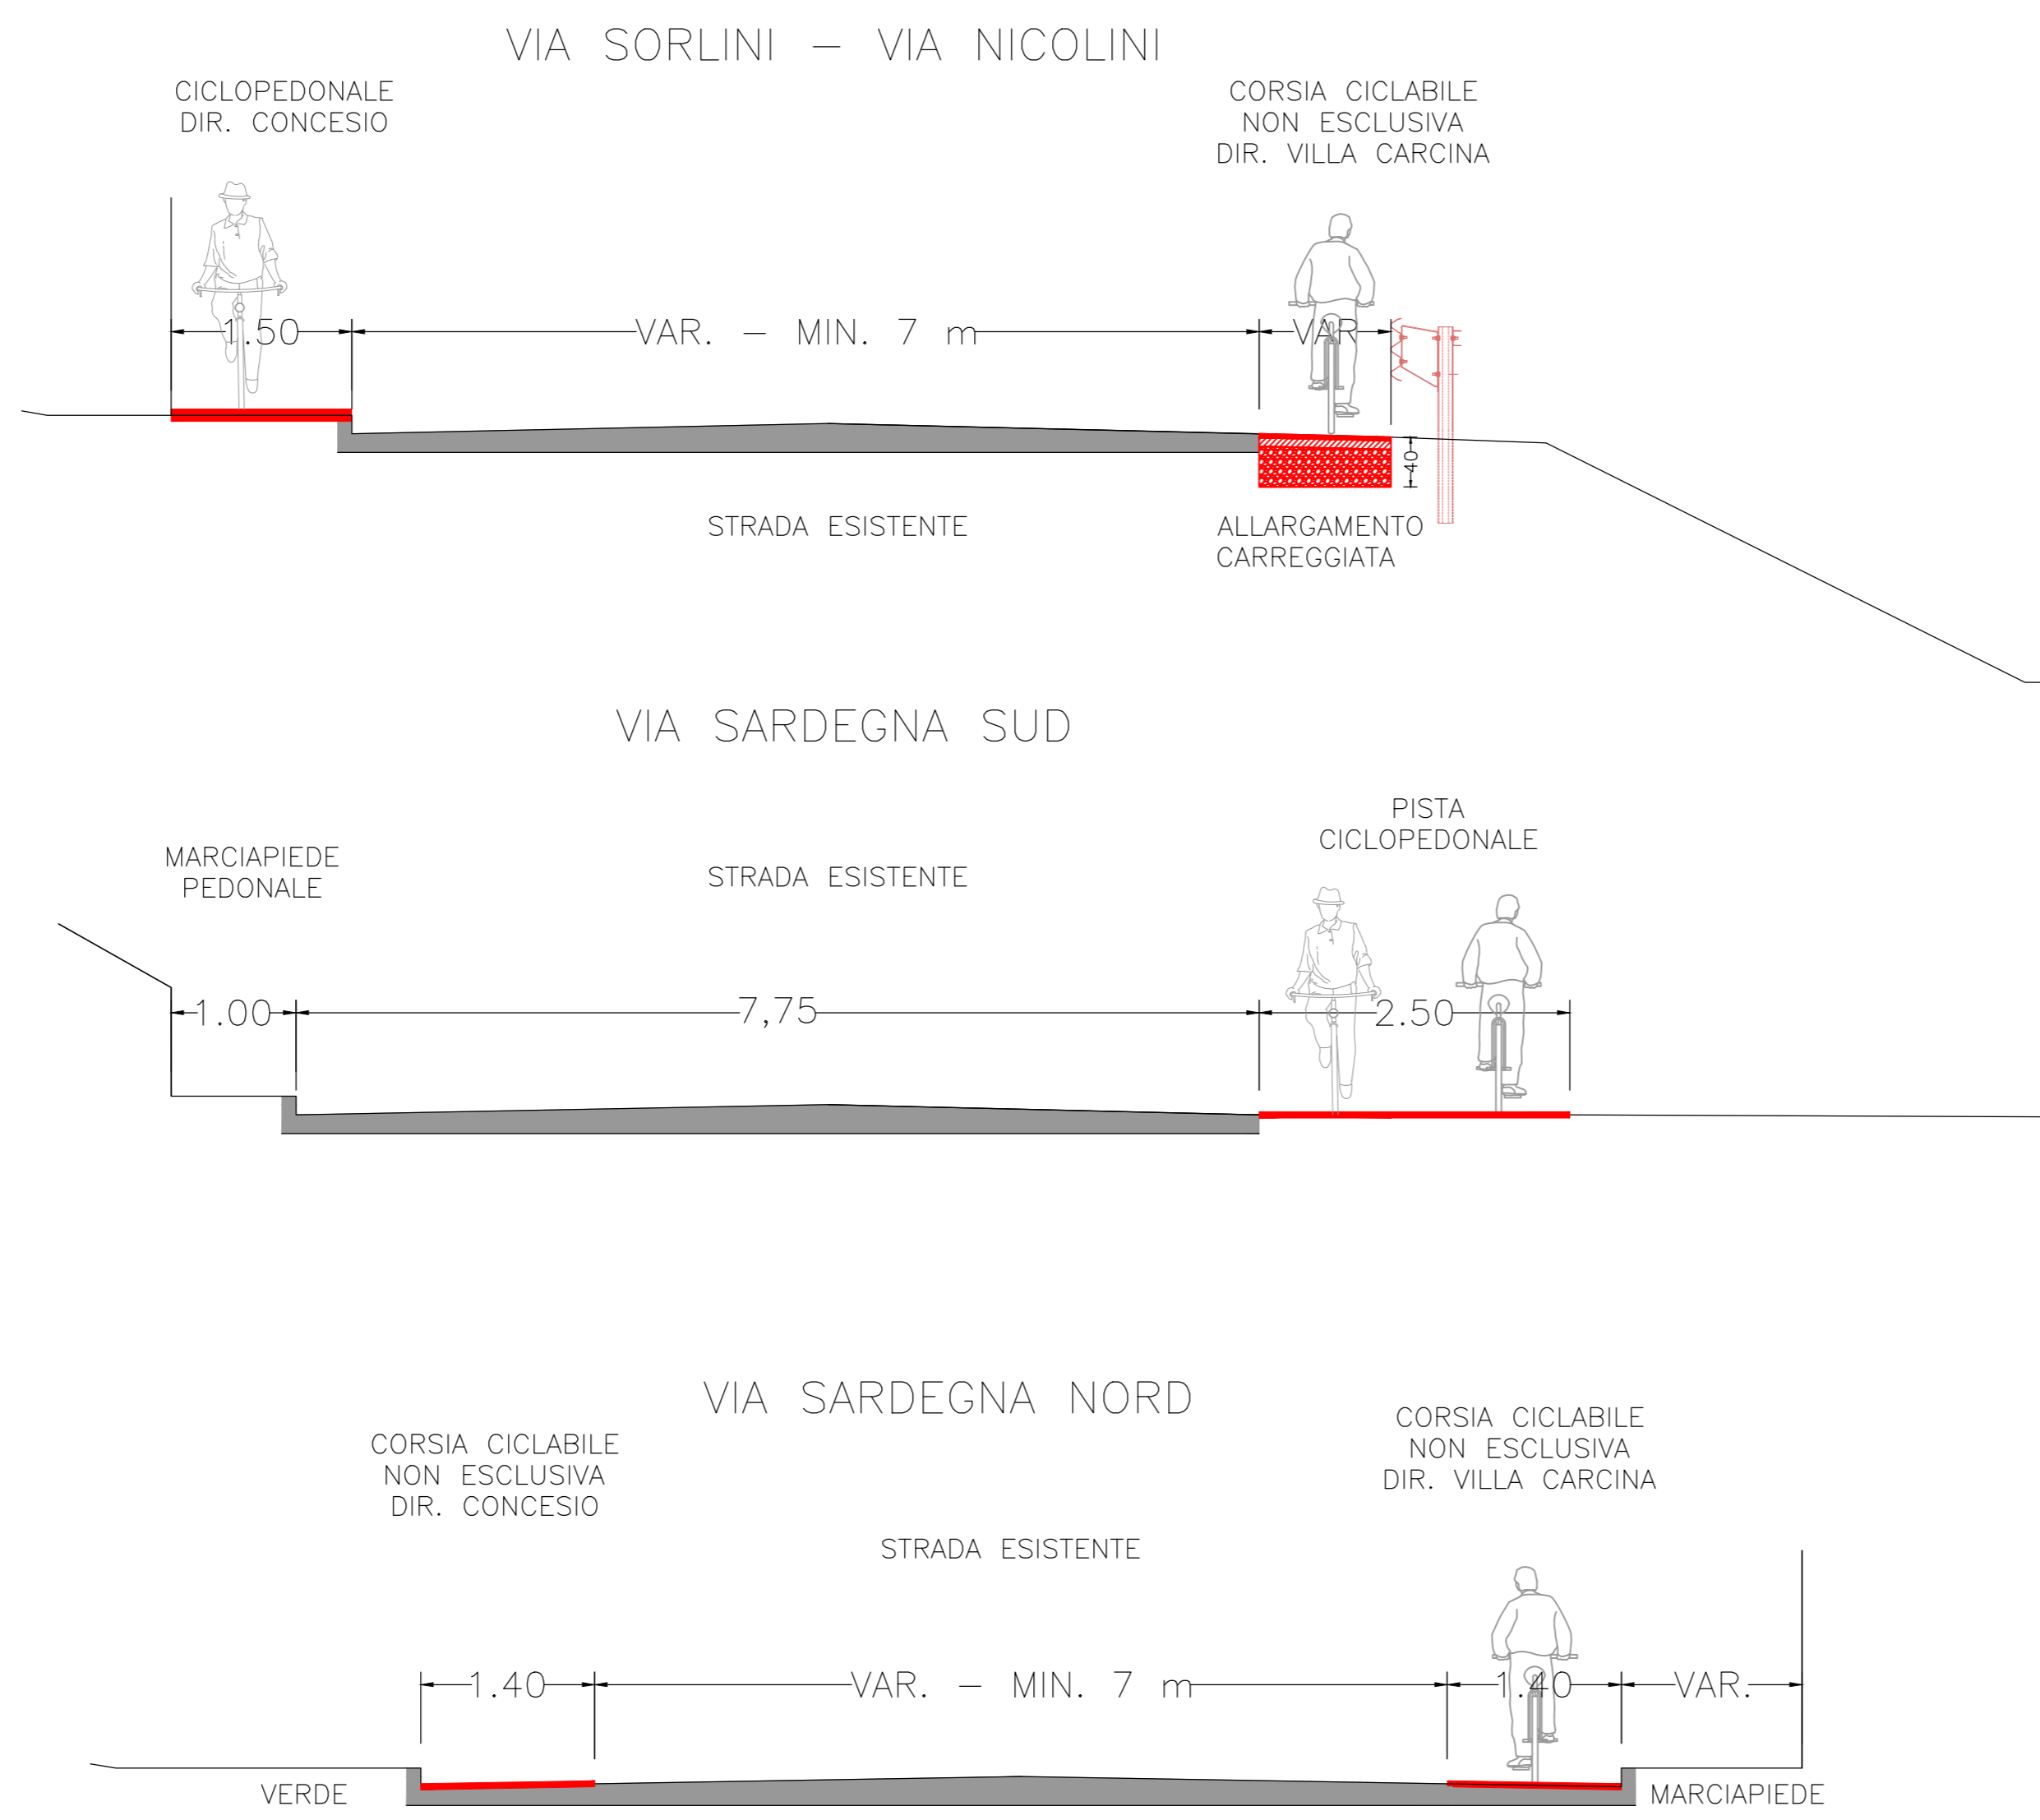 VIA SORLINI – VIA NICOLINI
CICLOPEDONALE
DIR. CONCESIO
CORSIA CICLABILE
NON ESCLUSIVA
DIR. VILLA CARCINA
1.50
VAR. – MIN. 7 m
VAR
40
STRADA ESISTENTE
ALLARGAMENTO
CARREGGIATA
VIA SARDEGNA SUD
MARCIAPIEDE
PEDONALE
STRADA ESISTENTE
PISTA
CICLOPEDONALE
1.00
7,75
2.50
VIA SARDEGNA NORD
CORSIA CICLABILE
NON ESCLUSIVA
DIR. CONCESIO
CORSIA CICLABILE
NON ESCLUSIVA
DIR. VILLA CARCINA
STRADA ESISTENTE
1.40
VAR. – MIN. 7 m
1.40
VAR.
VERDE
MARCIAPIEDE